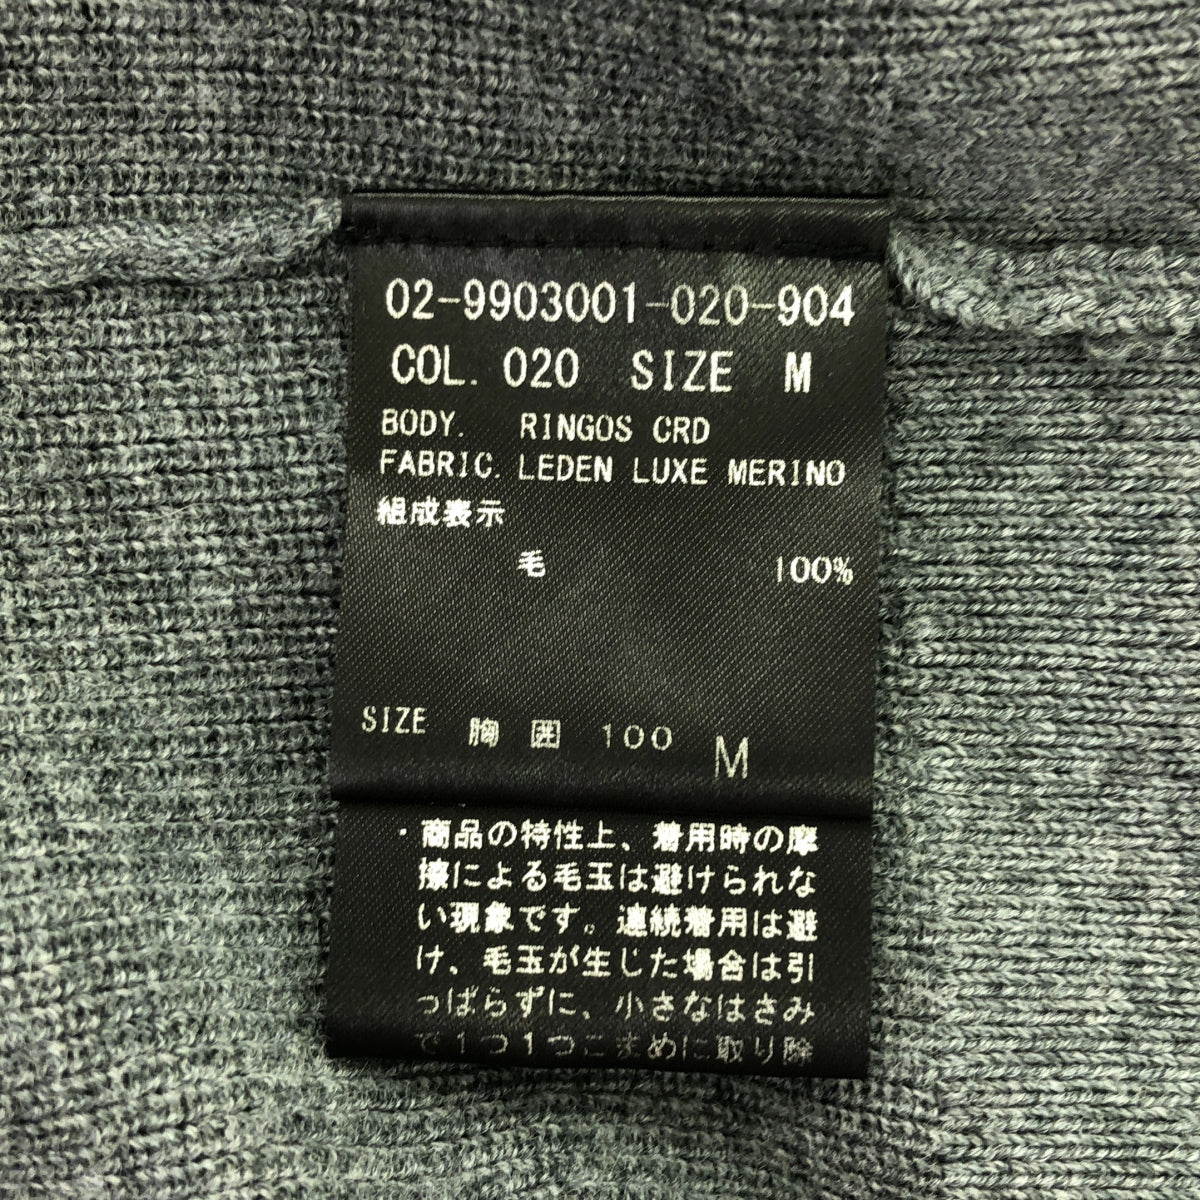 02-9903001-020-904
COL. 020 SIZE M
BODY. RINGOS CRD
FABRIC. LEDEN LUXE MERINO
組成表示
毛 100%
SIZE 胸囲 100 M
・商品の特性上、着用時の摩
擦による毛玉は避けられな
い現象です。連続着用は避
け、毛玉が生じた場合は引
っぱらずに、小さなはさみ
で1つ1つこまめに取り除